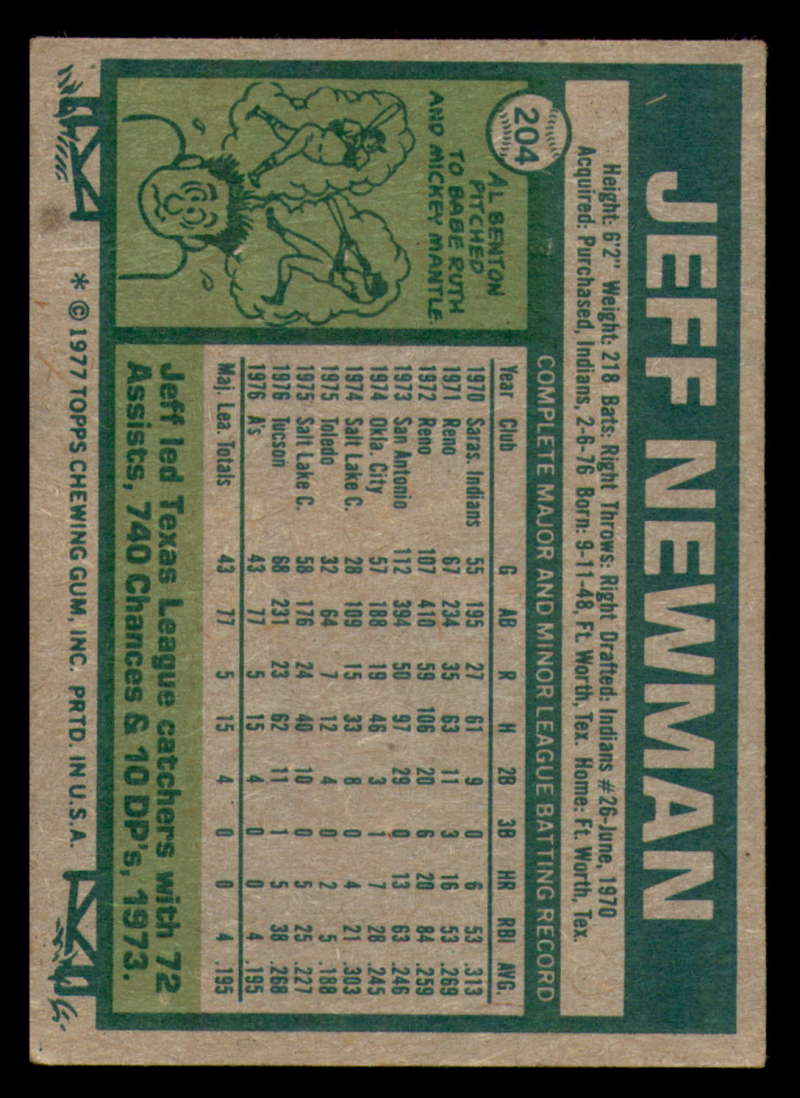 204
JEFF NEWMAN
Height: 6'2" Weight: 218 Bats: Right Throws: Right Drafted: Indians #26-June, 1970
Acquired: Purchased, Indians, 2-6-76 Born: 9-11-48, Ft. Worth, Tex. Home: Ft. Worth, Tex.
AL BENTON
PITCHED
TO BABE RUTH
AND MICKEY MANTLE.
COMPLETE MAJOR AND MINOR LEAGUE BATTING RECORD
Year Club G AB R H 2B 3B HR RBI AVG.
1970 Saras. Indians 55 195 27 61 9 0 6 53 .313
1971 Reno 67 234 35 63 11 3 16 53 .269
1972 Reno 107 410 59 106 20 6 20 84 .259
1973 San Antonio 112 394 50 97 29 0 13 63 .246
1974 Okla. City 57 188 19 46 3 1 7 28 .245
1974 Salt Lake C. 28 109 15 33 8 0 4 21 .303
1975 Toledo 32 64 7 12 4 0 2 5 .188
1975 Salt Lake C. 58 176 24 40 10 0 5 25 .227
1976 Tucson 68 231 23 62 11 1 5 38 .268
1976 A's 43 77 5 15 4 0 0 4 .195
Maj. Lea. Totals 43 77 5 15 4 0 0 4 .195
Jeff led Texas League catchers with 72
Assists, 740 Chances & 10 DP's, 1973.
* © 1977 TOPPS CHEWING GUM, INC. PRTD. IN U.S.A.